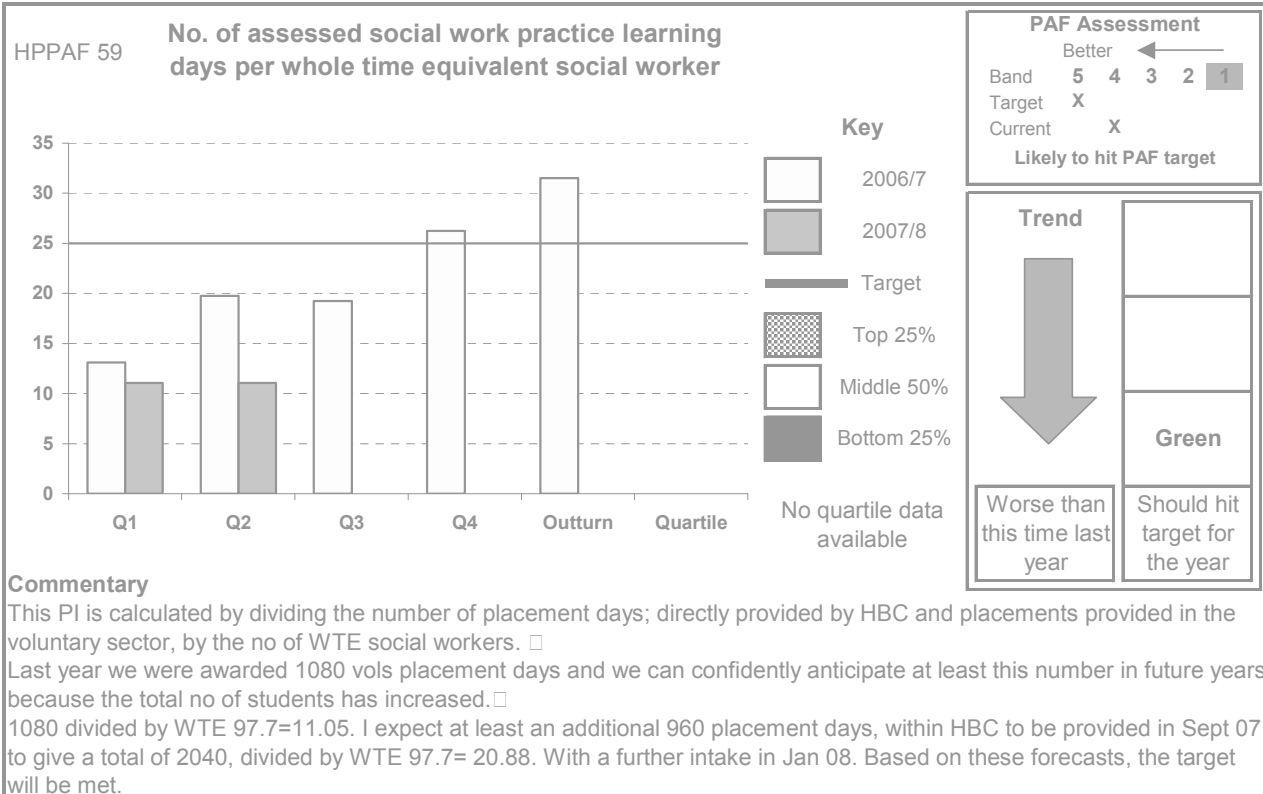 HPPAF 59
No. of assessed social work practice learning
days per whole time equivalent social worker
35
30
25
20
15
10
5
0
Q1 Q2 Q3 Q4 Outturn Quartile
Key
2006/7
2007/8
Target
Top 25%
Middle 50%
Bottom 25%
No quartile data
available
PAF Assessment
Better
Band 5 4 3 2 1
Target X
Current X
Likely to hit PAF target
Trend
Green
Worse than
this time last
year
Should hit
target for
the year
Commentary
This PI is calculated by dividing the number of placement days; directly provided by HBC and placements provided in the
voluntary sector, by the no of WTE social workers. □
Last year we were awarded 1080 vols placement days and we can confidently anticipate at least this number in future years
because the total no of students has increased.□
1080 divided by WTE 97.7=11.05. I expect at least an additional 960 placement days, within HBC to be provided in Sept 07
to give a total of 2040, divided by WTE 97.7= 20.88. With a further intake in Jan 08. Based on these forecasts, the target
will be met.